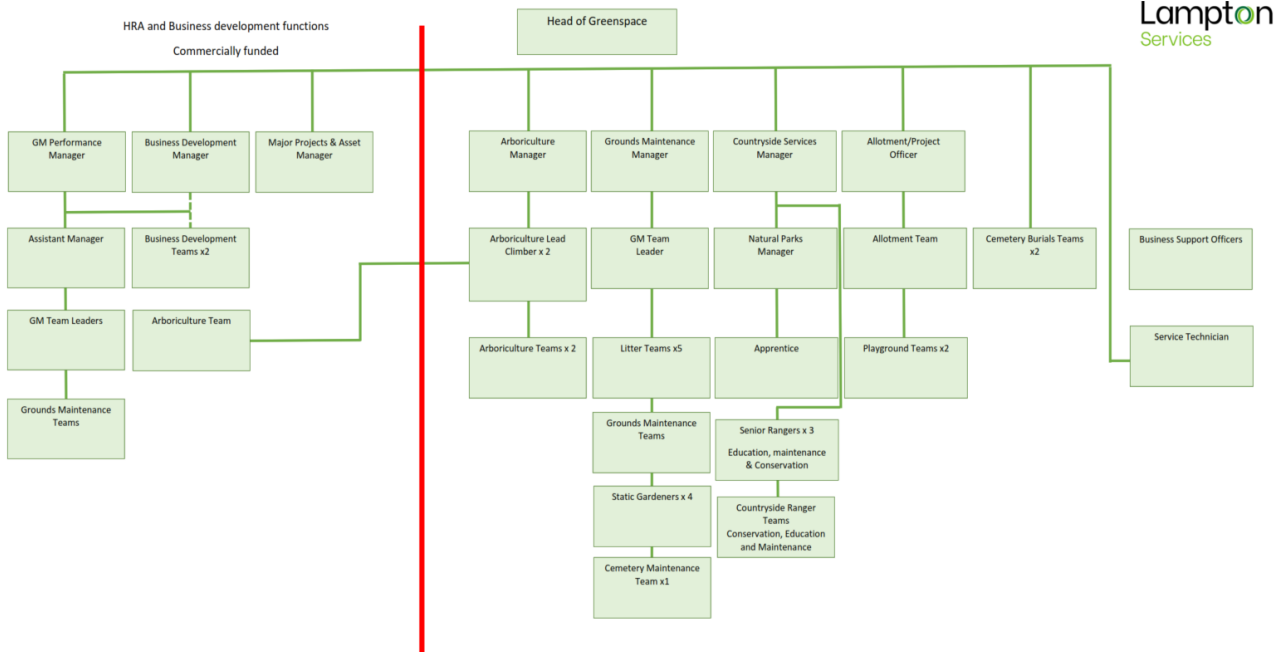 HRA and Business development functions
Commercially funded
Head of Greenspace
Lampton
Services
GM Performance
Manager
Business Development
Manager
Major Projects & Asset
Manager
Arboriculture
Manager
Grounds Maintenance
Manager
Countryside Services
Manager
Allotment/Project
Officer
Assistant Manager
Business Development
Teams x2
Arboriculture Lead
Climber x 2
GM Team
Leader
Natural Parks
Manager
Allotment Team
Cemetery Burials Teams
x2
Business Support Officers
GM Team Leaders
Arboriculture Team
Arboriculture Teams x 2
Litter Teams x5
Apprentice
Playground Teams x2
Service Technician
Grounds Maintenance
Teams
Grounds Maintenance
Teams
Senior Rangers x 3
Education, maintenance
& Conservation
Static Gardeners x 4
Countryside Ranger
Teams
Conservation, Education
and Maintenance
Cemetery Maintenance
Team x1